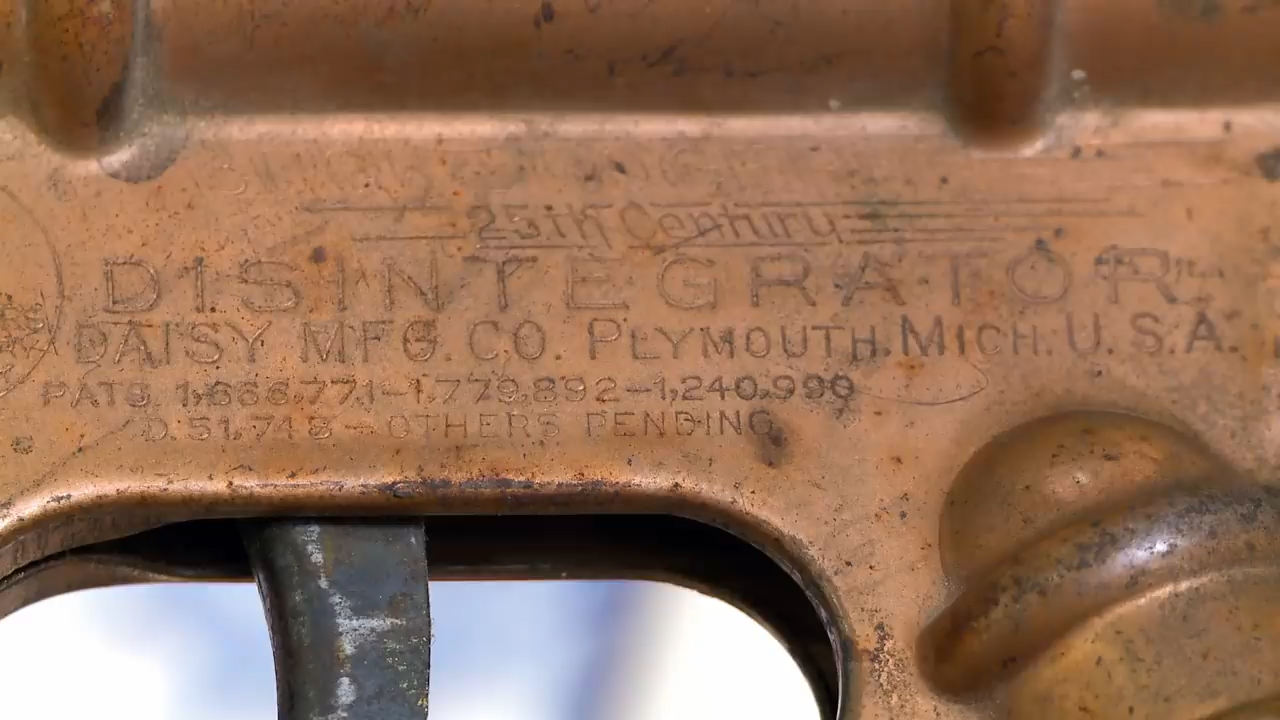 25th Century
DISINTEGRATOR
DAISY MFG. CO. PLYMOUTH, MICH. U.S.A.
PATS. 1,666,771-1,779,892-1,240,990
D. 51,748 - OTHERS PENDING